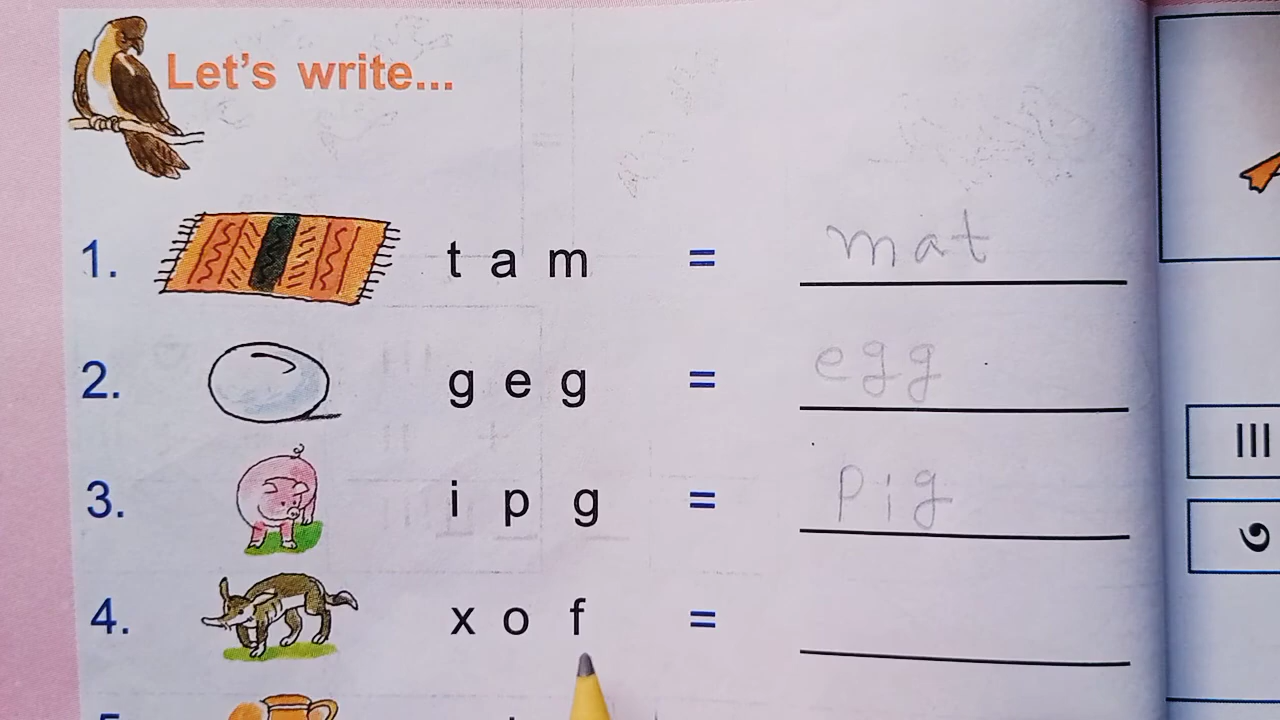 Let's write...
1. t a m = mat
2. g e g = egg
3. i p g = Pig
4. x o f =